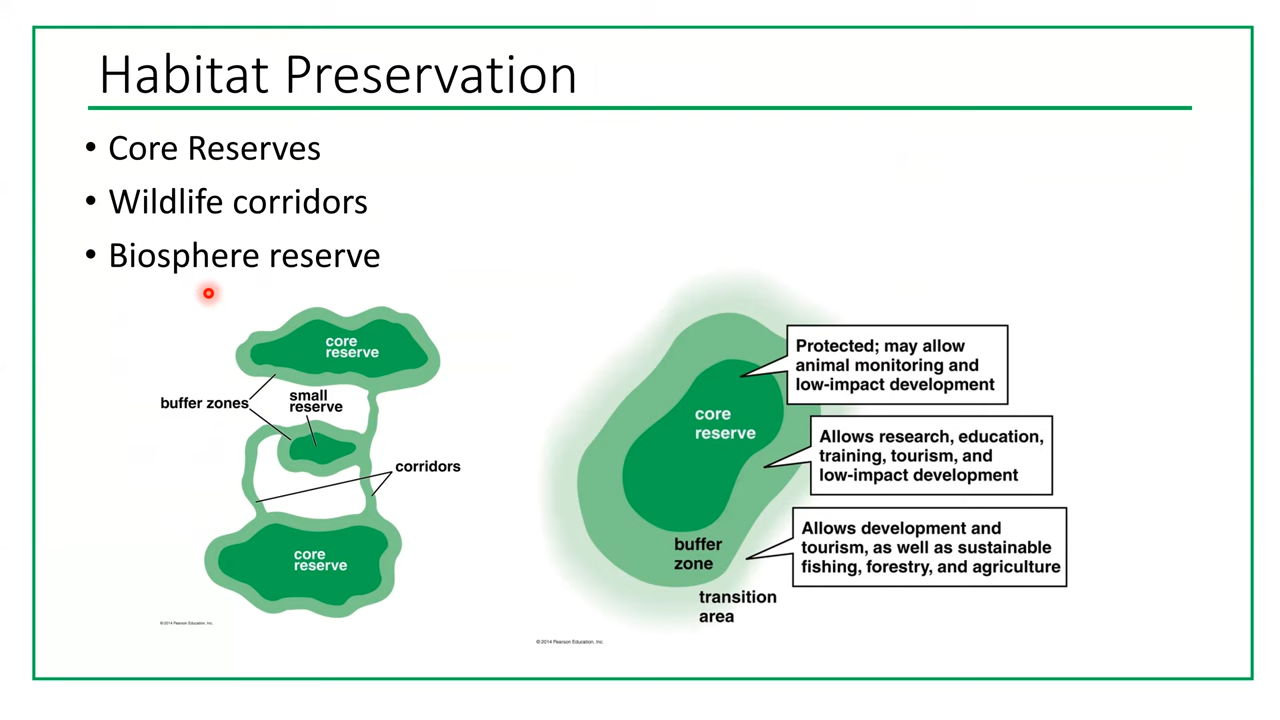 Habitat Preservation
• Core Reserves
• Wildlife corridors
• Biosphere reserve
core
reserve
buffer zones
small
reserve
corridors
core
reserve
© 2014 Pearson Education, Inc.
core
reserve
buffer
zone
transition
area
Protected; may allow
animal monitoring and
low-impact development
Allows research, education,
training, tourism, and
low-impact development
Allows development and
tourism, as well as sustainable
fishing, forestry, and agriculture
© 2014 Pearson Education, Inc.